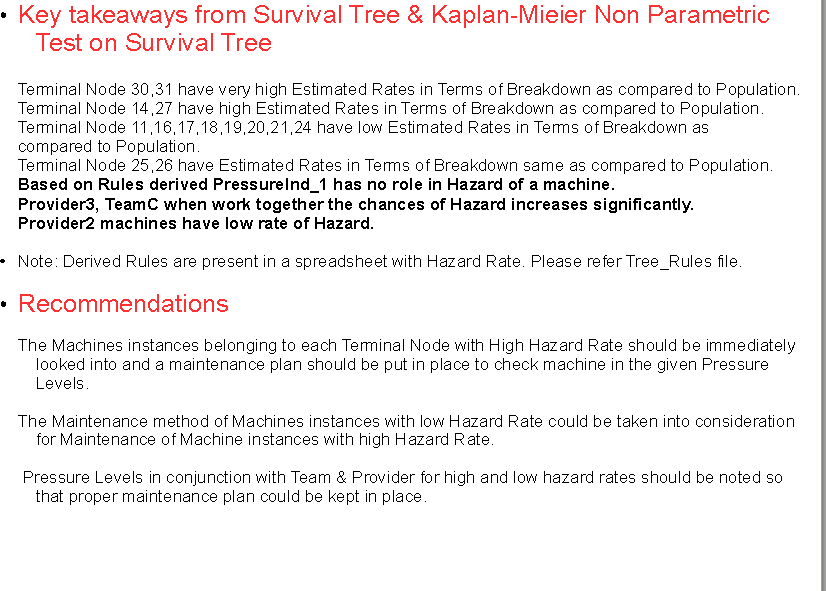 • Key takeaways from Survival Tree & Kaplan-Mieier Non Parametric
Test on Survival Tree
Terminal Node 30,31 have very high Estimated Rates in Terms of Breakdown as compared to Population.
Terminal Node 14,27 have high Estimated Rates in Terms of Breakdown as compared to Population.
Terminal Node 11,16,17,18,19,20,21,24 have low Estimated Rates in Terms of Breakdown as
compared to Population.
Terminal Node 25,26 have Estimated Rates in Terms of Breakdown same as compared to Population.
Based on Rules derived PressureInd_1 has no role in Hazard of a machine.
Provider3, TeamC when work together the chances of Hazard increases significantly.
Provider2 machines have low rate of Hazard.
• Note: Derived Rules are present in a spreadsheet with Hazard Rate. Please refer Tree_Rules file.
• Recommendations
The Machines instances belonging to each Terminal Node with High Hazard Rate should be immediately
looked into and a maintenance plan should be put in place to check machine in the given Pressure
Levels.
The Maintenance method of Machines instances with low Hazard Rate could be taken into consideration
for Maintenance of Machine instances with high Hazard Rate.
Pressure Levels in conjunction with Team & Provider for high and low hazard rates should be noted so
that proper maintenance plan could be kept in place.